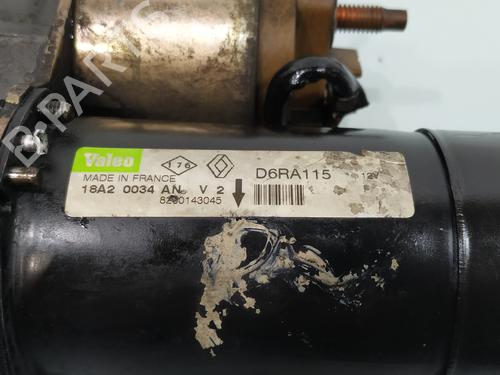 B-PARTS
Valeo
176
D6RA115
MADE IN FRANCE
12V
18A2 0034 AN V 2
8200143045